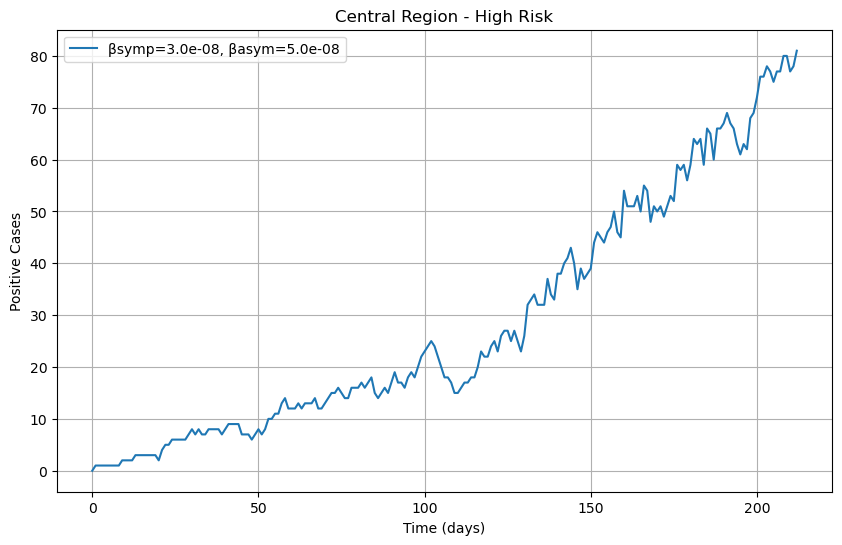 Central Region - High Risk
βsymp=3.0e-08, βasym=5.0e-08
Positive Cases
80
70
60
50
40
30
20
10
0
0 50 100 150 200
Time (days)